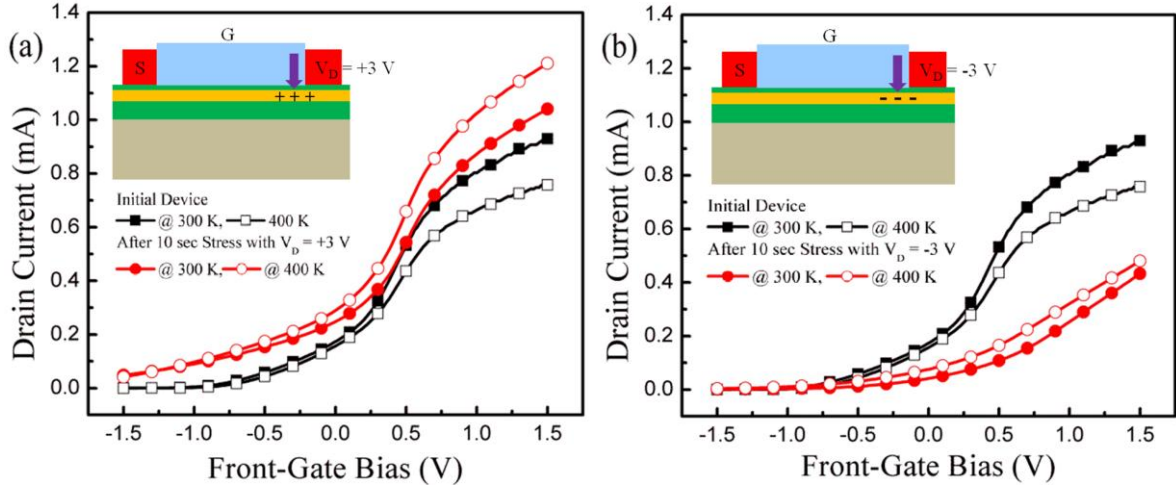 (a)
Drain Current (mA)
1.4
1.2
1.0
0.8
0.6
0.4
0.2
0.0
G
S
V_D = +3 V
+ + +
Initial Device
@ 300 K, 400 K
After 10 sec Stress with V_D = +3 V
@ 300 K, @ 400 K
-1.5 -1.0 -0.5 0.0 0.5 1.0 1.5
Front-Gate Bias (V)
(b)
Drain Current (mA)
1.4
1.2
1.0
0.8
0.6
0.4
0.2
0.0
G
S
V_D = -3 V
- - -
Initial Device
@ 300 K, 400 K
After 10 sec Stress with V_D = -3 V
@ 300 K, @ 400 K
-1.5 -1.0 -0.5 0.0 0.5 1.0 1.5
Front-Gate Bias (V)